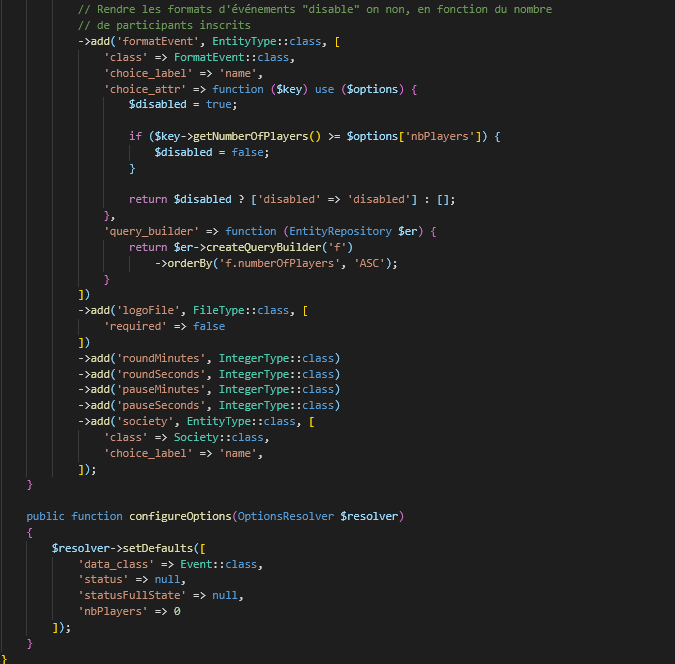 // Rendre les formats d'événements "disable" on non, en fonction du nombre
// de participants inscrits
->add('formatEvent', EntityType::class, [
'class' => FormatEvent::class,
'choice_label' => 'name',
'choice_attr' => function ($key) use ($options) {
$disabled = true;
if ($key->getNumberOfPlayers() >= $options['nbPlayers']) {
$disabled = false;
}
return $disabled ? ['disabled' => 'disabled'] : [];
},
'query_builder' => function (EntityRepository $er) {
return $er->createQueryBuilder('f')
->orderBy('f.numberOfPlayers', 'ASC');
}
])
->add('logoFile', FileType::class, [
'required' => false
])
->add('roundMinutes', IntegerType::class)
->add('roundSeconds', IntegerType::class)
->add('pauseMinutes', IntegerType::class)
->add('pauseSeconds', IntegerType::class)
->add('society', EntityType::class, [
'class' => Society::class,
'choice_label' => 'name',
]);
}
public function configureOptions(OptionsResolver $resolver)
{
$resolver->setDefaults([
'data_class' => Event::class,
'status' => null,
'statusFullState' => null,
'nbPlayers' => 0
]);
}
}